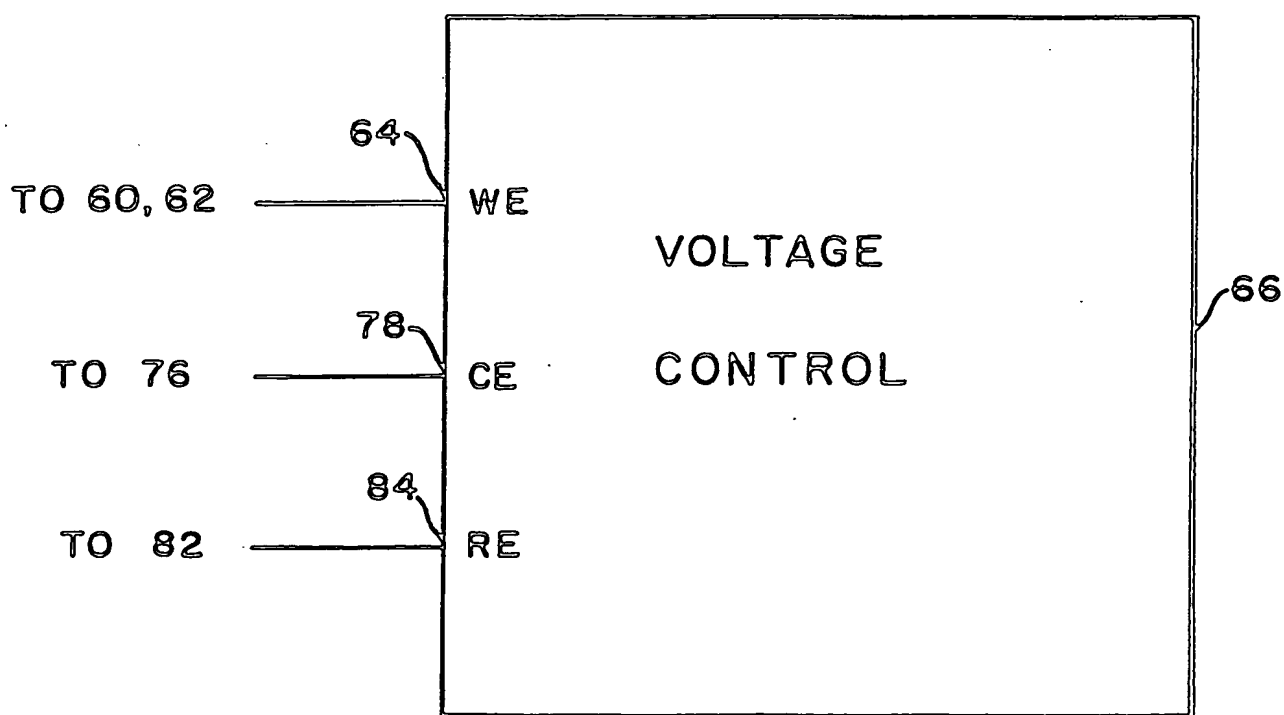 64
TO 60, 62 WE
VOLTAGE
66
78
TO 76 CE
CONTROL
84
TO 82 RE